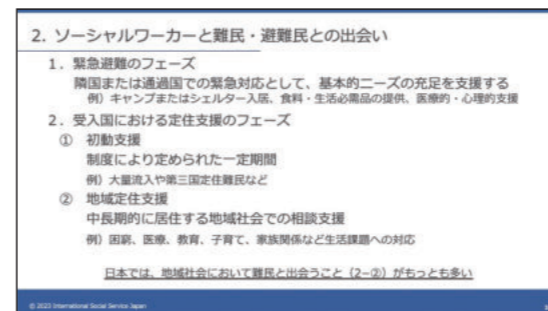 2. ソーシャルワーカーと難民・避難民との出会い
1. 緊急避難のフェーズ
隣国または通過国での緊急対応として、基本的ニーズの充足を支援する
例）キャンプまたはシェルター入居、食料・生活必需品の提供、医療的・心理的支援
2. 受入国における定住支援のフェーズ
① 初動支援
制度により定められた一定期間
例）大量流入や第三国定住難民など
② 地域定住支援
中長期的に居住する地域社会での相談支援
例）困窮、医療、教育、子育て、家族関係など生活課題への対応
日本では、地域社会において難民と出会うこと（2−②）がもっとも多い
© 2023 International Social Service Japan